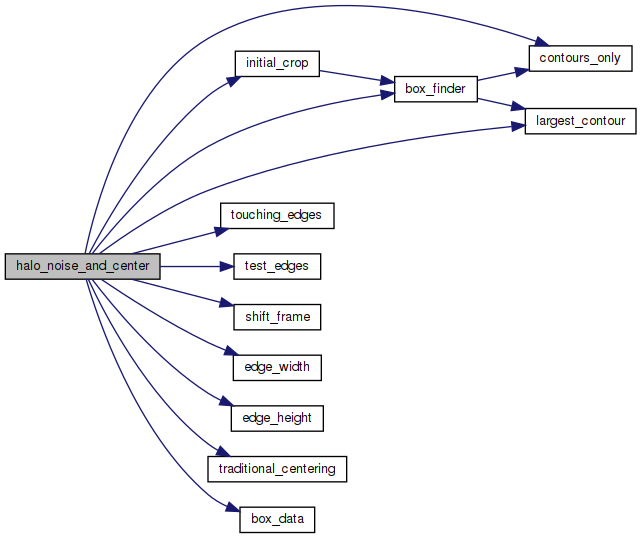 contours_only
initial_crop
box_finder
largest_contour
touching_edges
halo_noise_and_center
test_edges
shift_frame
edge_width
edge_height
traditional_centering
box_data